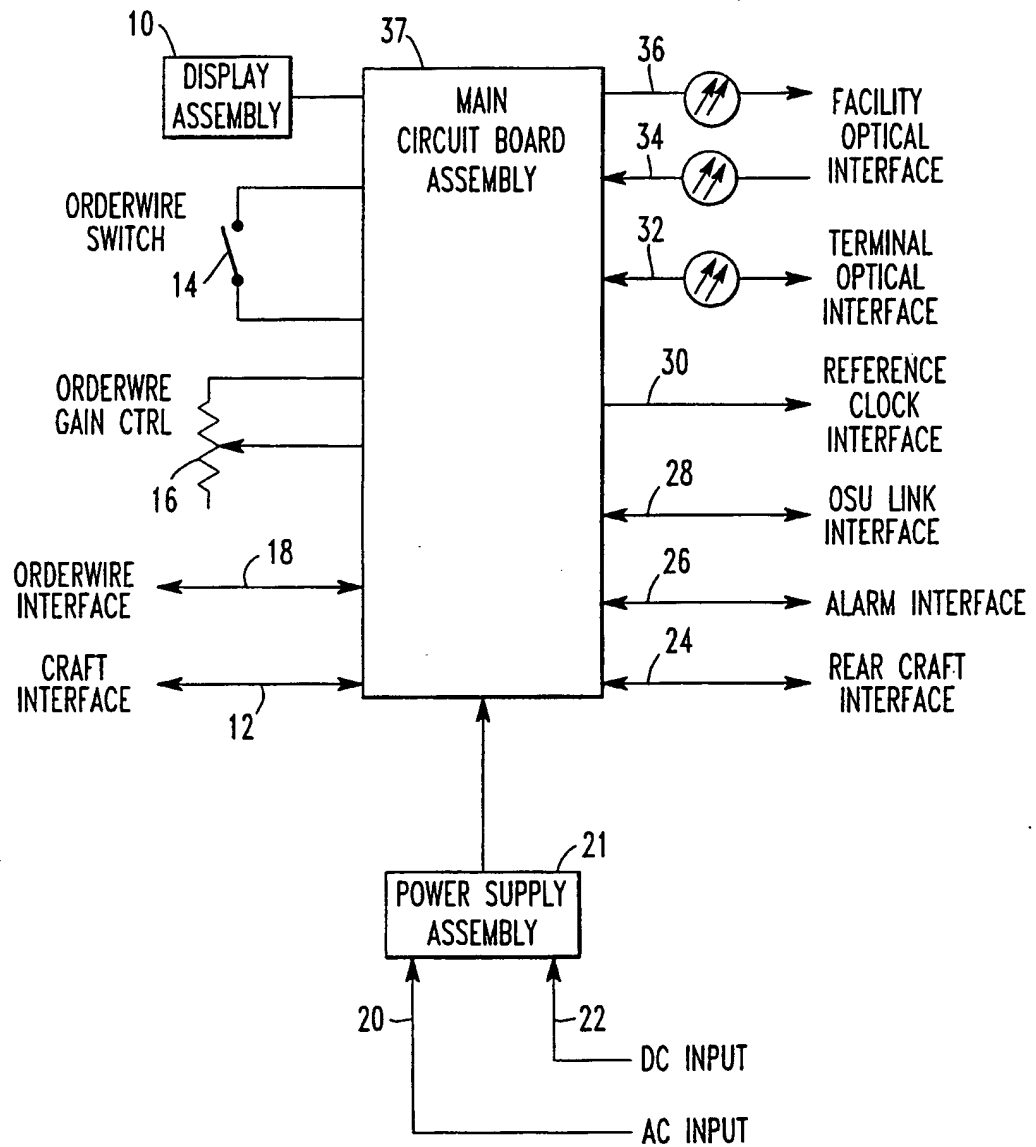 10
DISPLAY
ASSEMBLY
37
MAIN
CIRCUIT BOARD
ASSEMBLY
36
FACILITY
OPTICAL
INTERFACE
34
ORDERWIRE
SWITCH
14
32
TERMINAL
OPTICAL
INTERFACE
ORDERWRE
GAIN CTRL
16
30
REFERENCE
CLOCK
INTERFACE
28
OSU LINK
INTERFACE
ORDERWIRE
INTERFACE
18
26
ALARM INTERFACE
CRAFT
INTERFACE
12
24
REAR CRAFT
INTERFACE
21
POWER SUPPLY
ASSEMBLY
20
22
DC INPUT
AC INPUT